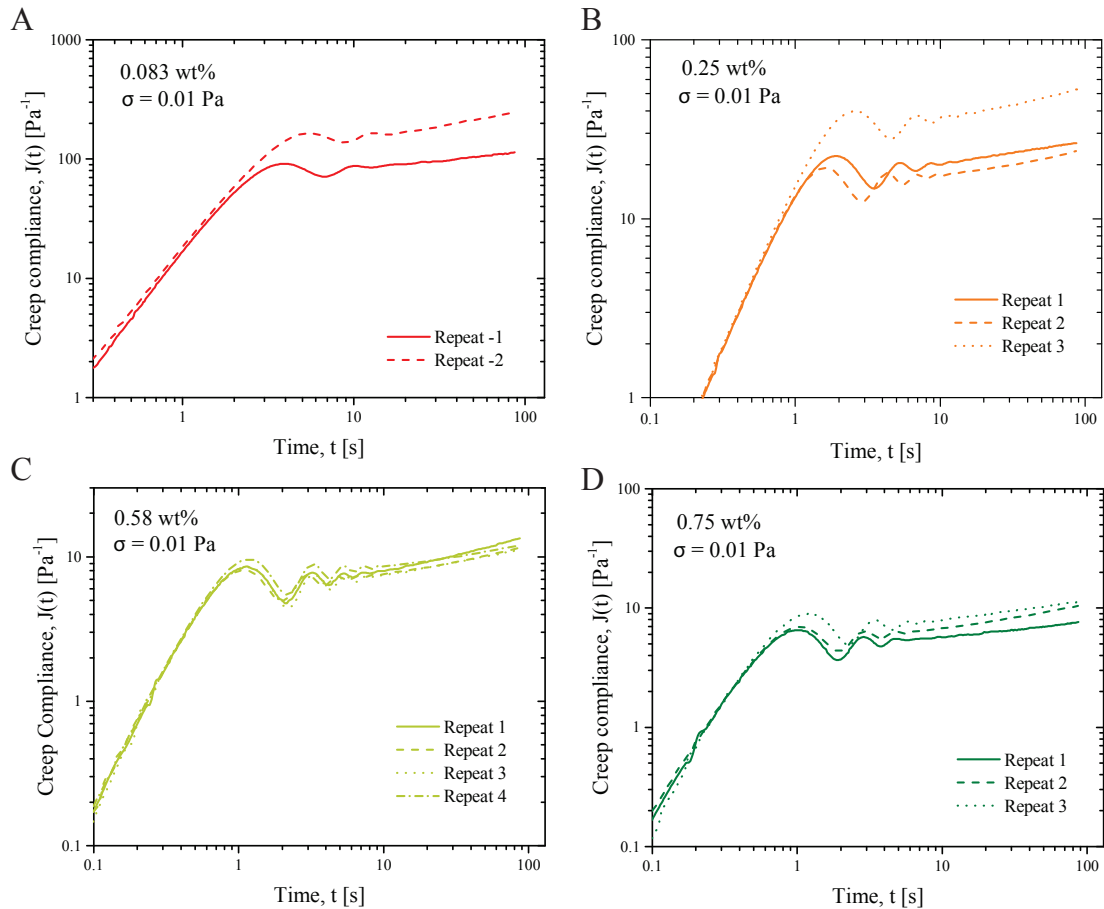 A
1000
100
10
1
Creep compliance, J(t) [Pa⁻¹]
0.083 wt%
σ = 0.01 Pa
Repeat -1
Repeat -2
1
10
100
Time, t [s]
B
100
10
1
Creep compliance, J(t) [Pa⁻¹]
0.25 wt%
σ = 0.01 Pa
Repeat 1
Repeat 2
Repeat 3
0.1
1
10
100
Time, t [s]
C
10
1
0.1
Creep Compliance, J(t) [Pa⁻¹]
0.58 wt%
σ = 0.01 Pa
Repeat 1
Repeat 2
Repeat 3
Repeat 4
0.1
1
10
100
Time, t [s]
D
100
10
1
0.1
Creep compliance, J(t) [Pa⁻¹]
0.75 wt%
σ = 0.01 Pa
Repeat 1
Repeat 2
Repeat 3
0.1
1
10
100
Time, t [s]